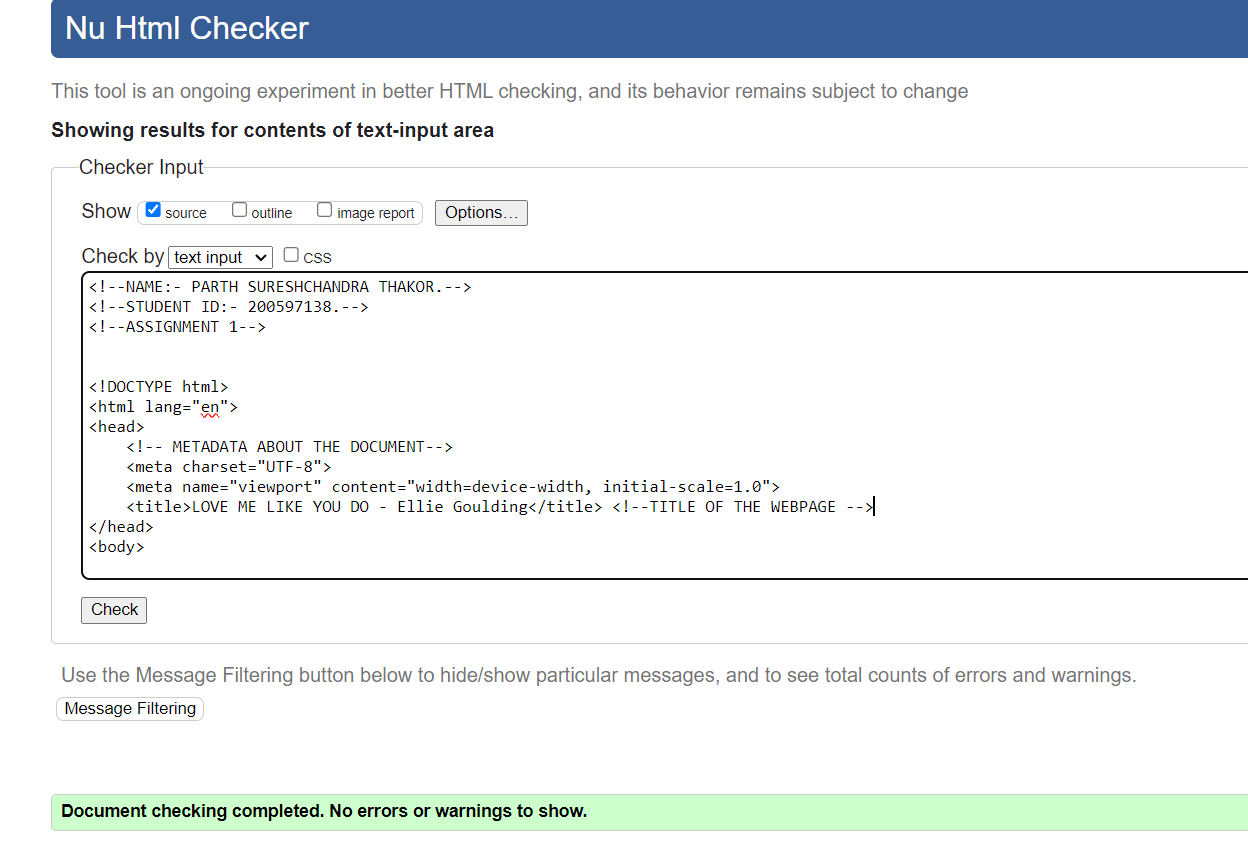 Nu Html Checker
This tool is an ongoing experiment in better HTML checking, and its behavior remains subject to change
Showing results for contents of text-input area
Checker Input
Show source outline image report Options...
Check by text input CSS
<!--NAME:- PARTH SURESHCHANDRA THAKOR.-->
<!--STUDENT ID:- 200597138.-->
<!--ASSIGNMENT 1-->
<!DOCTYPE html>
<html lang="en">
<head>
    <!-- METADATA ABOUT THE DOCUMENT-->
    <meta charset="UTF-8">
    <meta name="viewport" content="width=device-width, initial-scale=1.0">
    <title>LOVE ME LIKE YOU DO - Ellie Goulding</title> <!--TITLE OF THE WEBPAGE -->
</head>
<body>
Check
Use the Message Filtering button below to hide/show particular messages, and to see total counts of errors and warnings.
Message Filtering
Document checking completed. No errors or warnings to show.